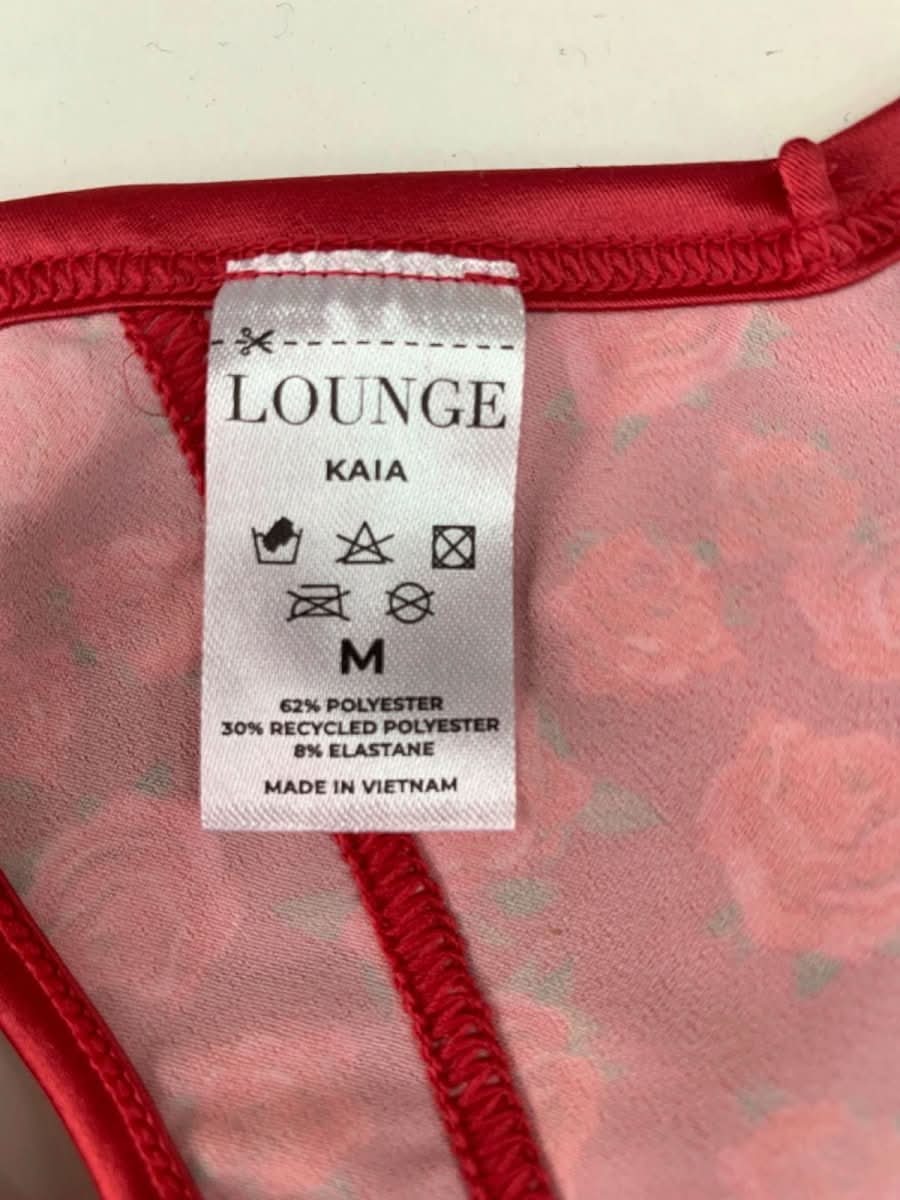 LOUNGE
KAIA
M
62% POLYESTER
30% RECYCLED POLYESTER
8% ELASTANE
MADE IN VIETNAM